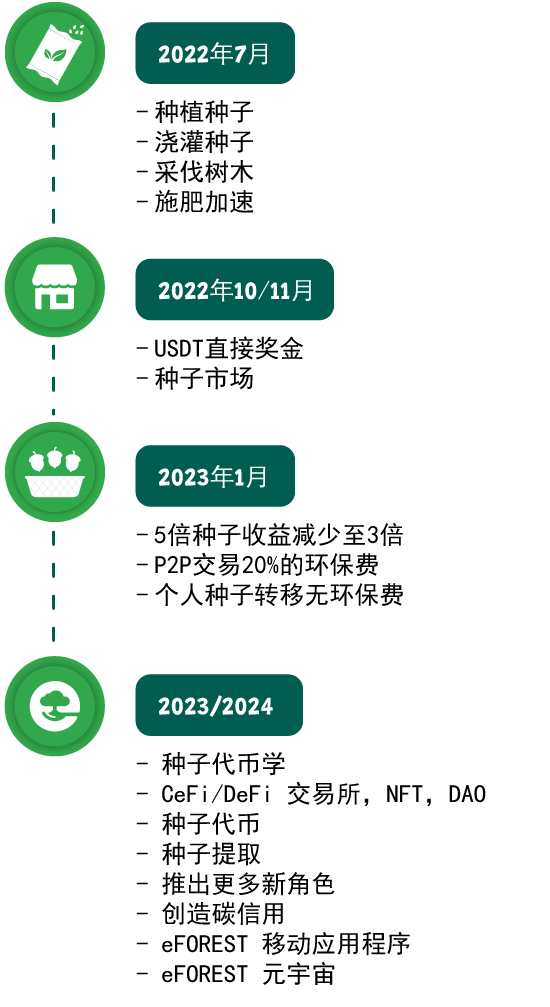 2022年7月
– 种植种子
– 浇灌种子
– 采伐树木
– 施肥加速
2022年10/11月
– USDT直接奖金
– 种子市场
2023年1月
– 5倍种子收益减少至3倍
– P2P交易20%的环保费
– 个人种子转移无环保费
2023/2024
– 种子代币学
– CeFi/DeFi 交易所，NFT，DAO
– 种子代币
– 种子提取
– 推出更多新角色
– 创造碳信用
– eFOREST 移动应用程序
– eFOREST 元宇宙